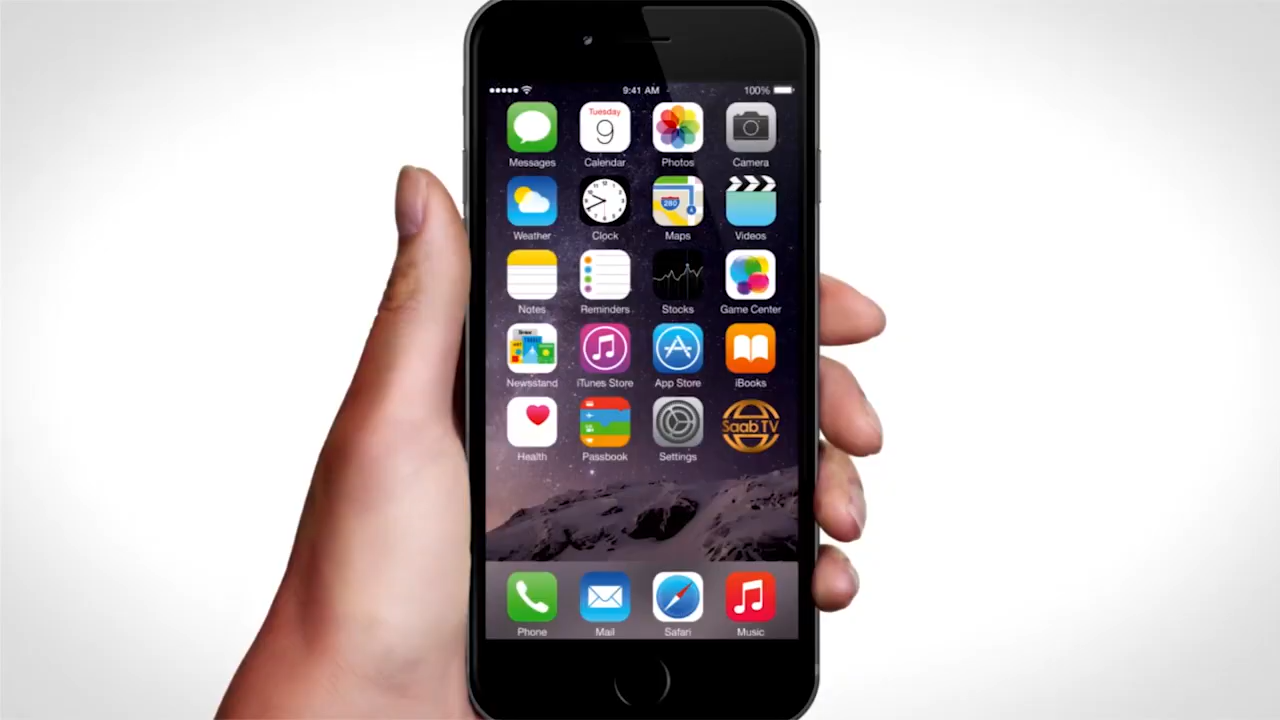 9:41 AM
100%
Tuesday
9
Messages
Calendar
Photos
Camera
280
Weather
Clock
Maps
Videos
Notes
Reminders
Stocks
Game Center
Newsstand
iTunes Store
App Store
iBooks
Saab TV
Health
Passbook
Settings
Phone
Mail
Safari
Music